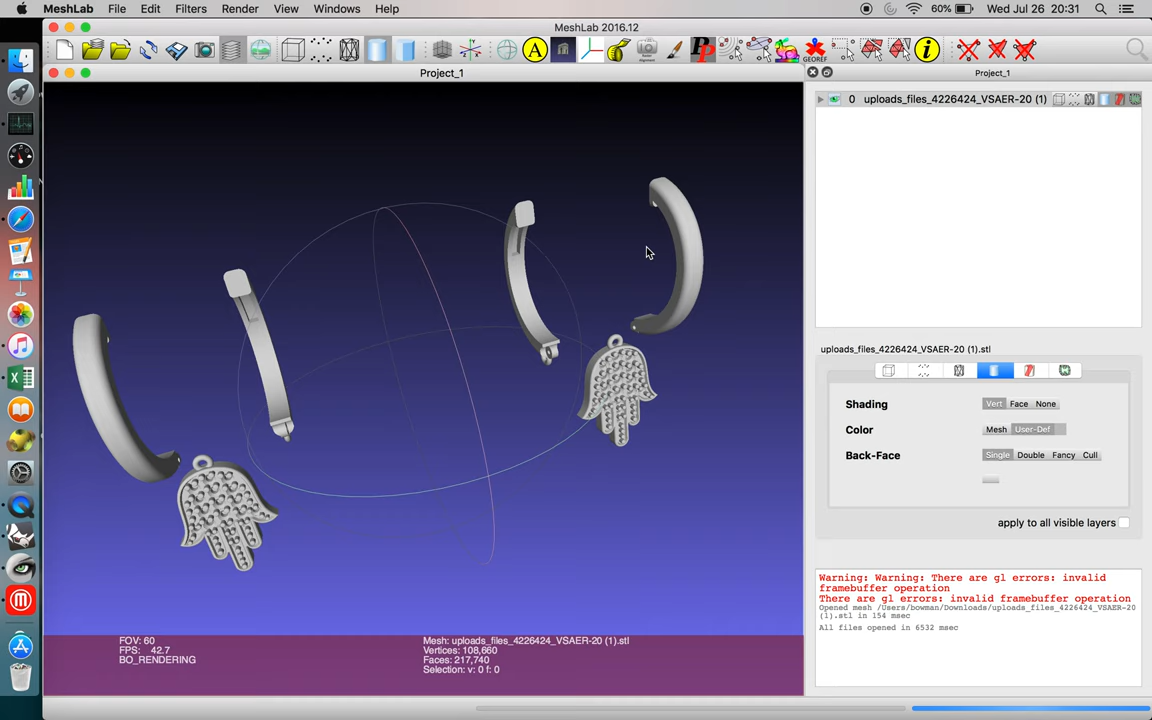 MeshLab File Edit Filters Render View Windows Help
60% Wed Jul 26 20:31
MeshLab 2016.12
A
PP
GEOREF
i
Project_1
Project_1
0 uploads_files_4226424_VSAER-20 (1)
uploads_files_4226424_VSAER-20 (1).stl
Shading Vert Face None
Color Mesh User-Def
Back-Face Single Double Fancy Cull
apply to all visible layers
Warning: Warning: There are gl errors: invalid
framebuffer operation
There are gl errors: invalid framebuffer operation
Opened mesh /Users/bowman/Downloads/uploads_files_4226424_VSAER-20
(1).stl in 154 msec
All files opened in 6532 msec
FOV: 60
FPS: 42.7
BO_RENDERING
Mesh: uploads_files_4226424_VSAER-20 (1).stl
Vertices: 108,660
Faces: 217,740
Selection: v: 0 f: 0